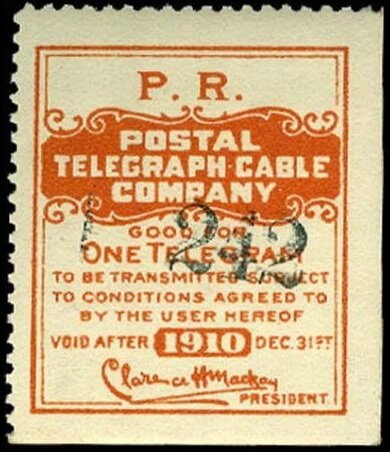 P. R.
POSTAL
TELEGRAPH-CABLE
COMPANY
GOOD FOR
242
ONE TELEGRAM
TO BE TRANSMITTED SUBJECT
TO CONDITIONS AGREED TO
BY THE USER HEREOF
VOID AFTER 1910 DEC. 31ST
Clarence H Mackay
PRESIDENT.